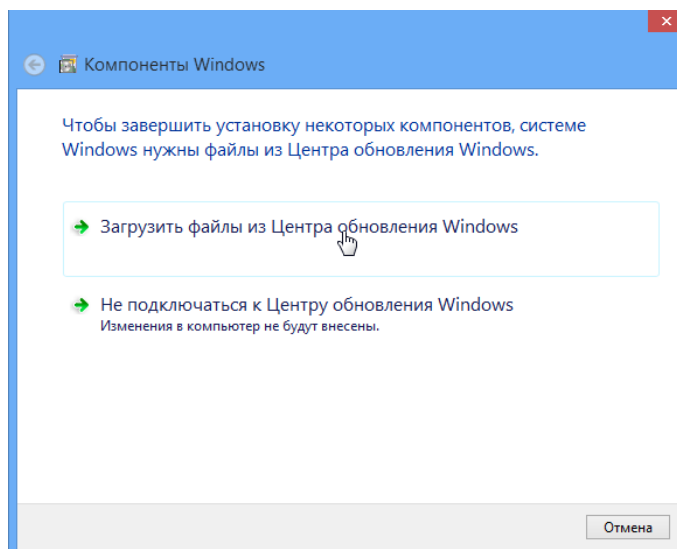 Компоненты Windows
Чтобы завершить установку некоторых компонентов, системе
Windows нужны файлы из Центра обновления Windows.
Загрузить файлы из Центра обновления Windows
Не подключаться к Центру обновления Windows
Изменения в компьютер не будут внесены.
Отмена